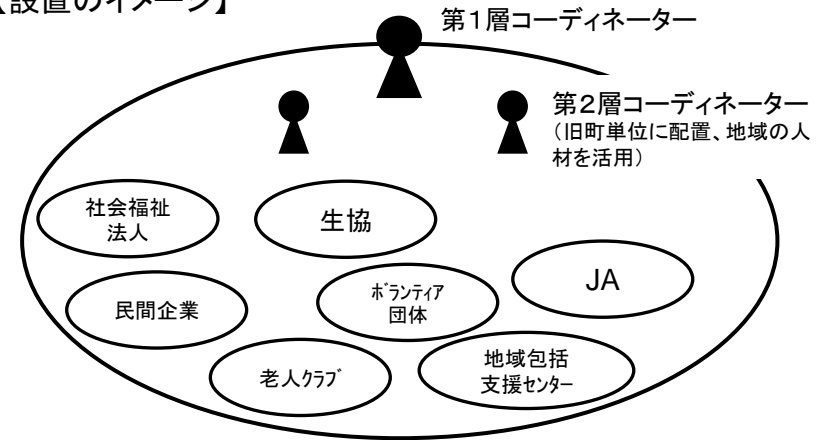 【設置のイメージ】
第1層コーディネーター
第2層コーディネーター
(旧町単位に配置、地域の人
材を活用)
社会福祉
法人
生協
JA
民間企業
ﾎﾞﾗﾝﾃｨｱ
団体
老人ｸﾗﾌﾞ
地域包括
支援ｾﾝﾀｰ